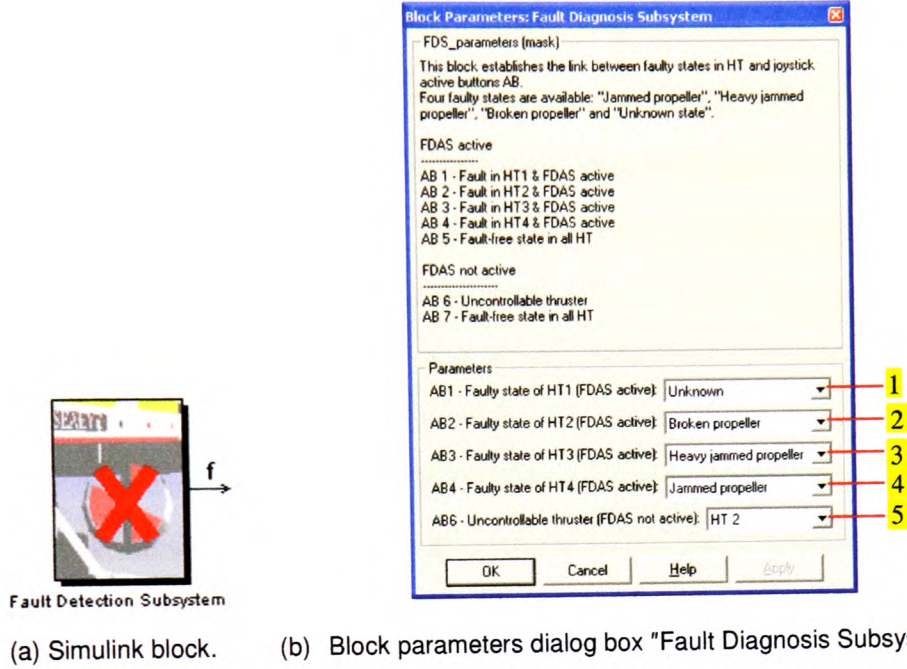 Block Parameters: Fault Diagnosis Subsystem
FDS_parameters (mask)
This block establishes the link between faulty states in HT and joystick
active buttons AB.
Four faulty states are available: "Jammed propeller", "Heavy jammed
propeller", "Broken propeller" and "Unknown state".
FDAS active
----------------
AB 1 - Fault in HT1 & FDAS active
AB 2 - Fault in HT2 & FDAS active
AB 3 - Fault in HT3 & FDAS active
AB 4 - Fault in HT4 & FDAS active
AB 5 - Fault-free state in all HT
FDAS not active
---------------------
AB 6 - Uncontrollable thruster
AB 7 - Fault-free state in all HT
Parameters
AB1 - Faulty state of HT1 (FDAS active): Unknown 1
AB2 - Faulty state of HT2 (FDAS active): Broken propeller 2
AB3 - Faulty state of HT3 (FDAS active): Heavy jammed propeller 3
AB4 - Faulty state of HT4 (FDAS active): Jammed propeller 4
AB6 - Uncontrollable thruster (FDAS not active): HT 2 5
OK Cancel Help Apply
f
Fault Detection Subsystem
(a) Simulink block.
(b) Block parameters dialog box "Fault Diagnosis Subsy